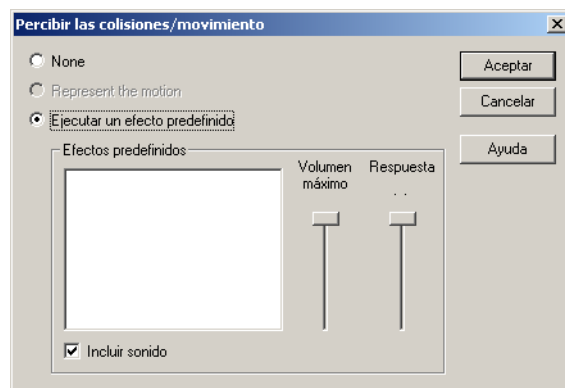 Percibir las colisiones/movimiento
None
Represent the motion
Ejecutar un efecto predefinido
Aceptar
Cancelar
Ayuda
Efectos predefinidos
Volumen máximo
Respuesta
Incluir sonido